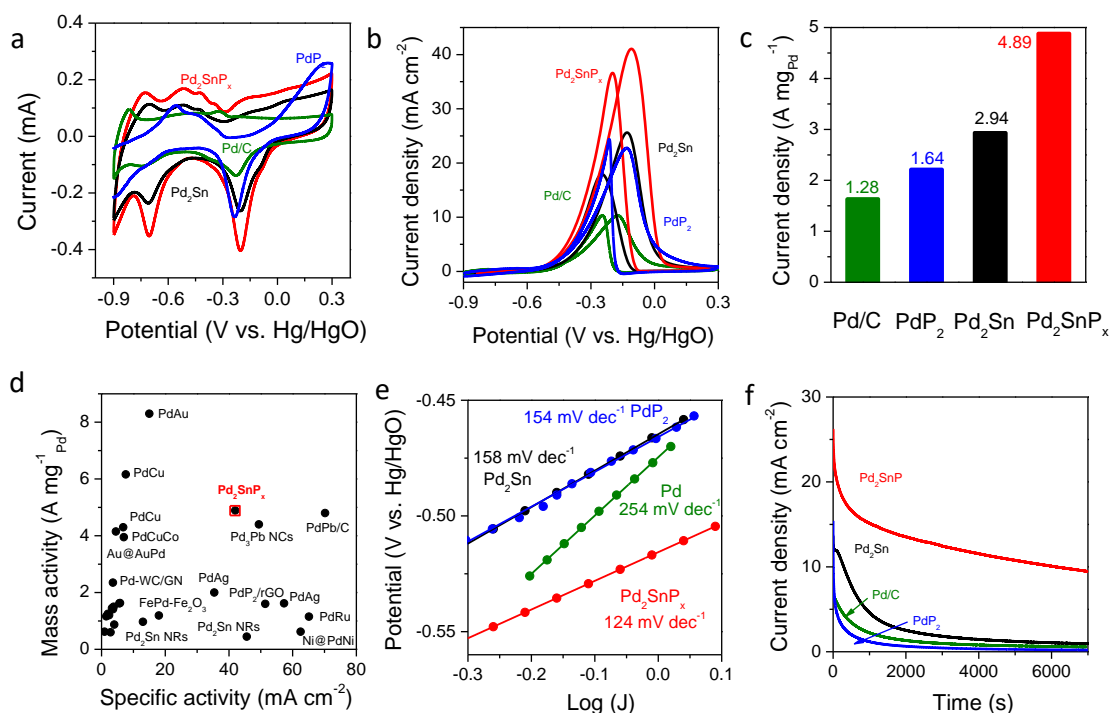 a
Current (mA)
0.4
0.2
0.0
-0.2
-0.4
-0.9
-0.6
-0.3
0.0
0.3
Potential (V vs. Hg/HgO)
Pd₂SnPₓ
PdP₂
Pd/C
Pd₂Sn
b
Current density (mA cm⁻²)
40
30
20
10
0
-0.9
-0.6
-0.3
0.0
0.3
Potential (V vs. Hg/HgO)
Pd₂SnPₓ
Pd₂Sn
Pd/C
PdP₂
c
Current density (A mg_Pd⁻¹)
5
4
3
2
1
0
1.28
1.64
2.94
4.89
Pd/C
PdP₂
Pd₂Sn
Pd₂SnPₓ
d
Mass activity (A mg⁻¹_Pd)
8
6
4
2
0
0
20
40
60
80
Specific activity (mA cm⁻²)
PdAu
PdCu
Pd₂SnPₓ
PdCu
PdCuCo
Au@AuPd
Pd₃Pb NCs
PdPb/C
Pd-WC/GN
PdAg
FePd-Fe₂O₃
PdP₂/rGO
PdAg
Pd₂Sn NRs
Pd₂Sn NRs
PdRu
Ni@PdNi
e
Potential (V vs. Hg/HgO)
-0.45
-0.50
-0.55
-0.3
-0.2
-0.1
0.0
0.1
Log (J)
154 mV dec⁻¹ PdP₂
158 mV dec⁻¹
Pd₂Sn
Pd
254 mV dec⁻¹
Pd₂SnPₓ
124 mV dec⁻¹
f
Current density (mA cm⁻²)
30
20
10
0
0
2000
4000
6000
Time (s)
Pd₂SnP
Pd₂Sn
Pd/C
PdP₂